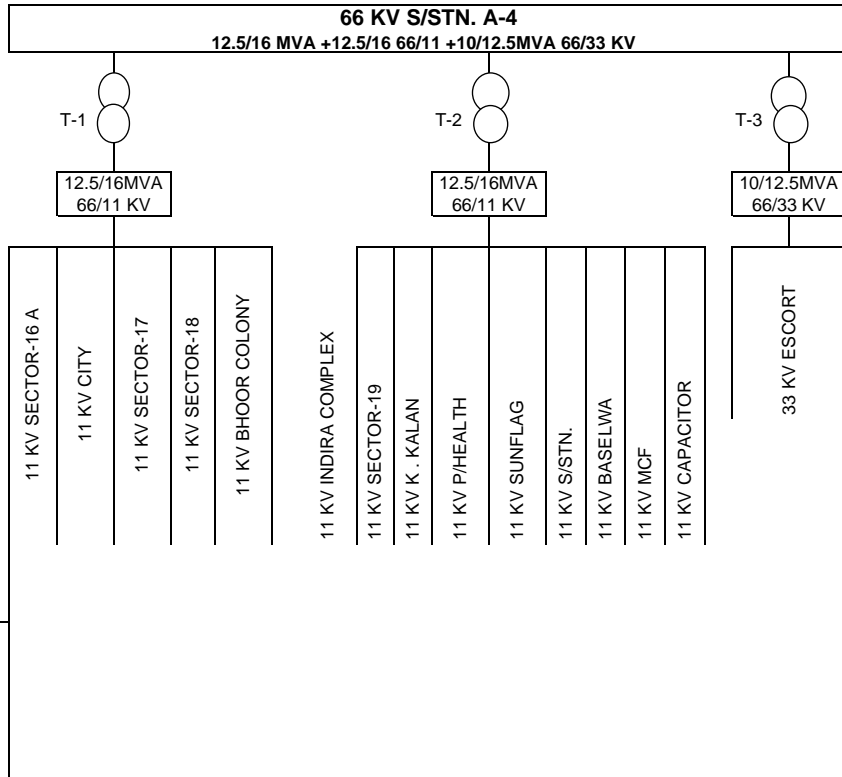 66 KV S/STN. A-4
12.5/16 MVA +12.5/16 66/11 +10/12.5MVA 66/33 KV
T-1
T-2
T-3
12.5/16MVA
66/11 KV
12.5/16MVA
66/11 KV
10/12.5MVA
66/33 KV
11 KV SECTOR-16 A
11 KV CITY
11 KV SECTOR-17
11 KV SECTOR-18
11 KV BHOOR COLONY
11 KV INDIRA COMPLEX
11 KV SECTOR-19
11 KV K . KALAN
11 KV P/HEALTH
11 KV SUNFLAG
11 KV S/STN.
11 KV BASELWA
11 KV MCF
11 KV CAPACITOR
33 KV ESCORT